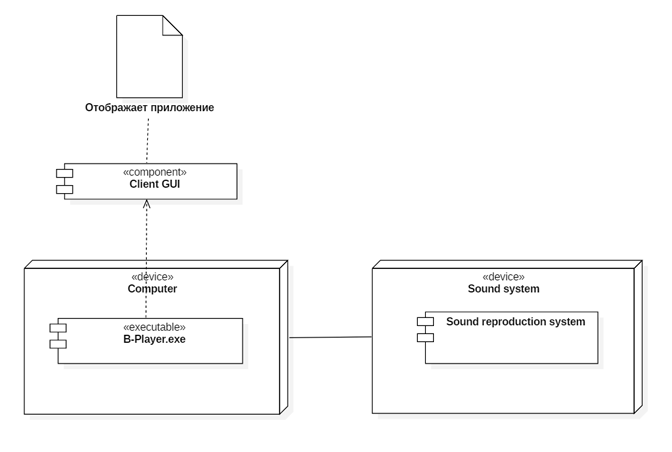 Отображает приложение
«component»
Client GUI
«device»
Computer
«executable»
B-Player.exe
«device»
Sound system
Sound reproduction system